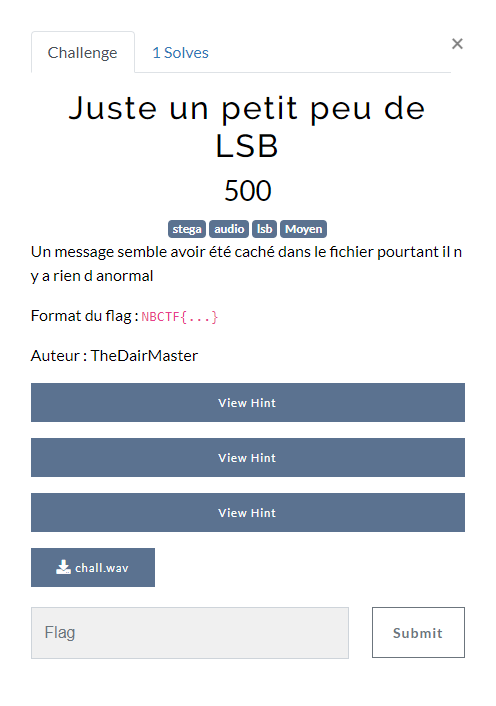 Challenge
1 Solves
×
Juste un petit peu de
LSB
500
stega audio lsb Moyen
Un message semble avoir été caché dans le fichier pourtant il n
y a rien d anormal
Format du flag : NBCTF{...}
Auteur : TheDairMaster
View Hint
View Hint
View Hint
chall.wav
Flag
Submit